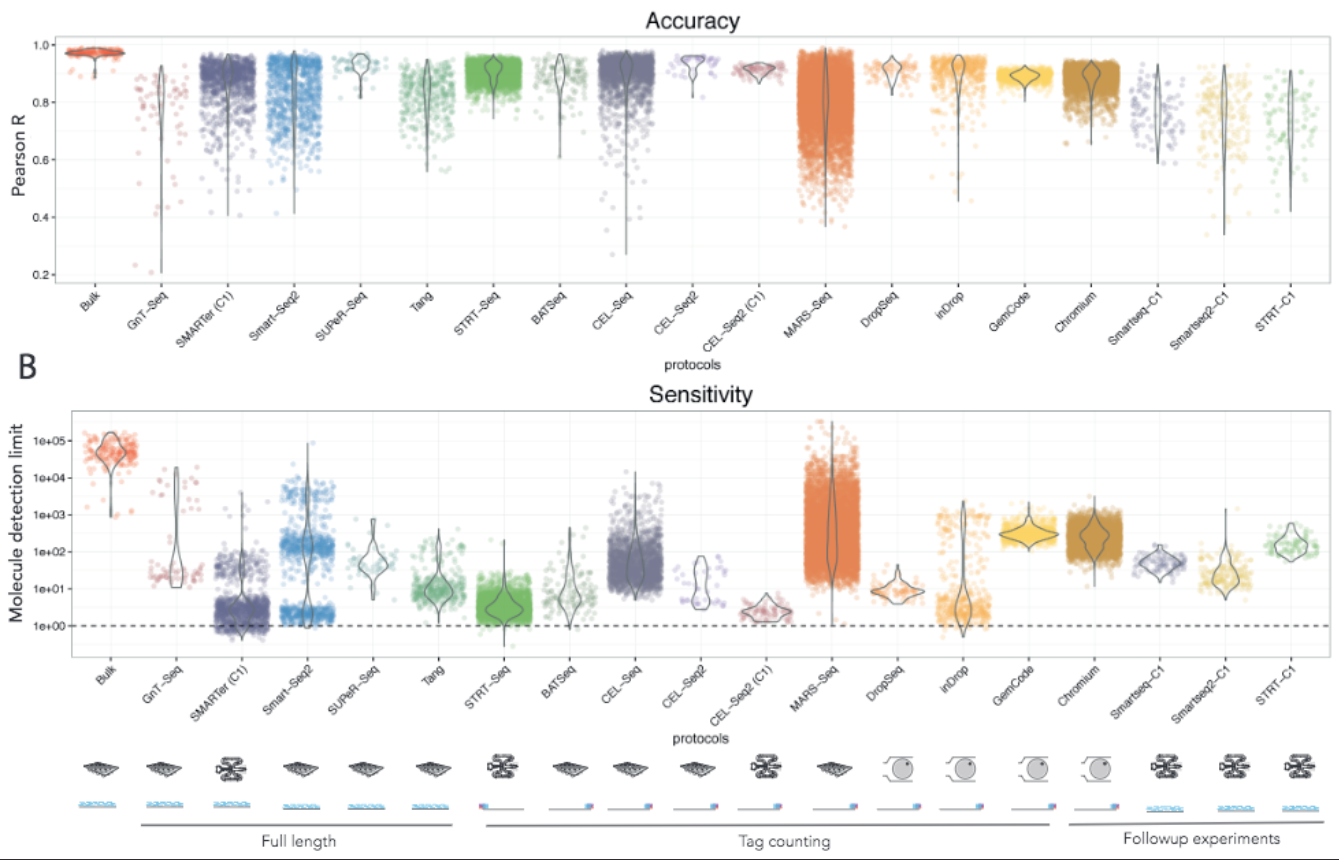 Accuracy
1.0
0.8
0.6
0.4
0.2
Pearson R
Bulk
GnT-Seq
SMARTer (C1)
Smart-Seq2
SUPeR-Seq
Tang
STRT-Seq
BATSeq
CEL-Seq
CEL-Seq2
CEL-Seq2 (C1)
MARS-Seq
DropSeq
inDrop
GemCode
Chromium
Smartseq-C1
Smartseq2-C1
STRT-C1
protocols
B
Sensitivity
1e+05
1e+04
1e+03
1e+02
1e+01
1e+00
Molecule detection limit
Bulk
GnT-Seq
SMARTer (C1)
Smart-Seq2
SUPeR-Seq
Tang
STRT-Seq
BATSeq
CEL-Seq
CEL-Seq2
CEL-Seq2 (C1)
MARS-Seq
DropSeq
inDrop
GemCode
Chromium
Smartseq-C1
Smartseq2-C1
STRT-C1
protocols
Full length
Tag counting
Followup experiments